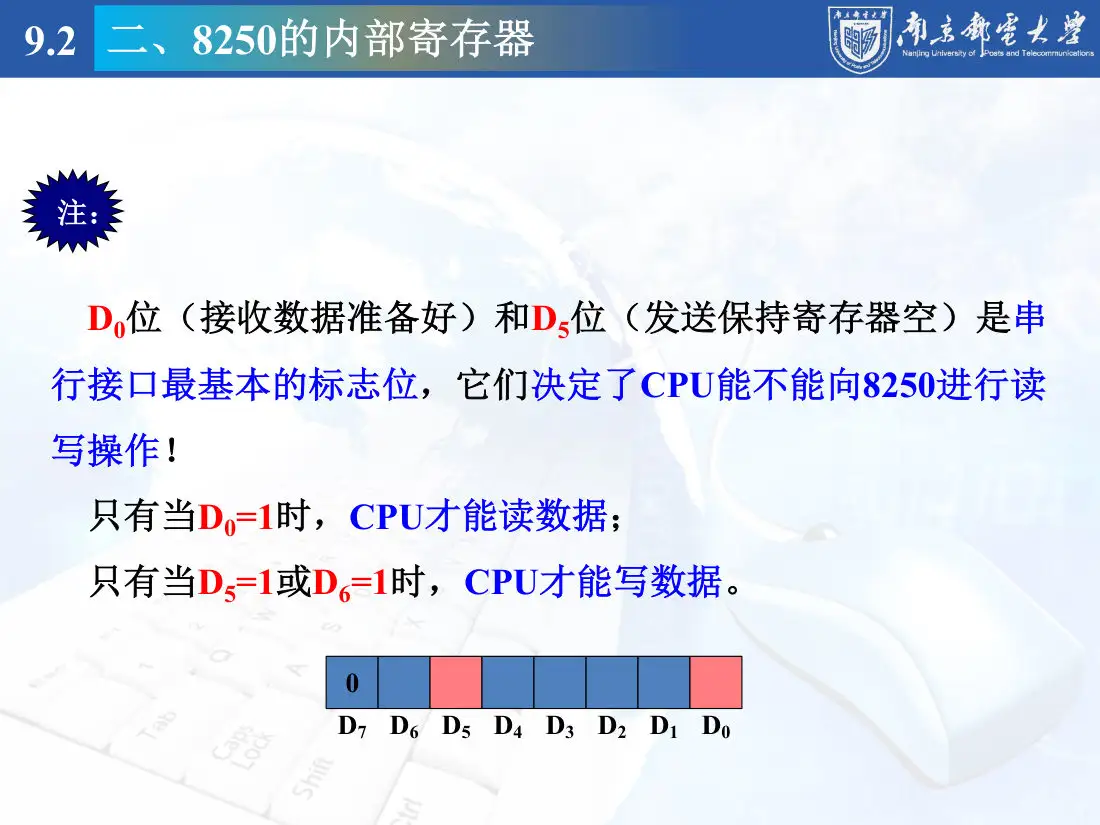 9.2 二、8250的内部寄存器
南京邮电大学
Nanjing University of Posts and Telecommunications
注：
D0位（接收数据准备好）和D5位（发送保持寄存器空）是串
行接口最基本的标志位，它们决定了CPU能不能向8250进行读
写操作！
只有当D0=1时，CPU才能读数据；
只有当D5=1或D6=1时，CPU才能写数据。
0
D7 D6 D5 D4 D3 D2 D1 D0
Q
W
A
X
Tab
Caps
Lock
Shift
Ctrl